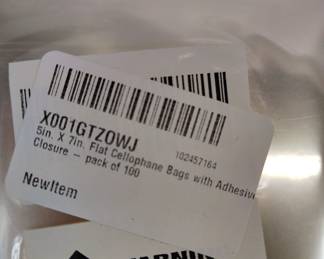 X001GTZOWJ
102457164
5in. X 7in. Flat Cellophane Bags with Adhesive
Closure – pack of 100
NewItem